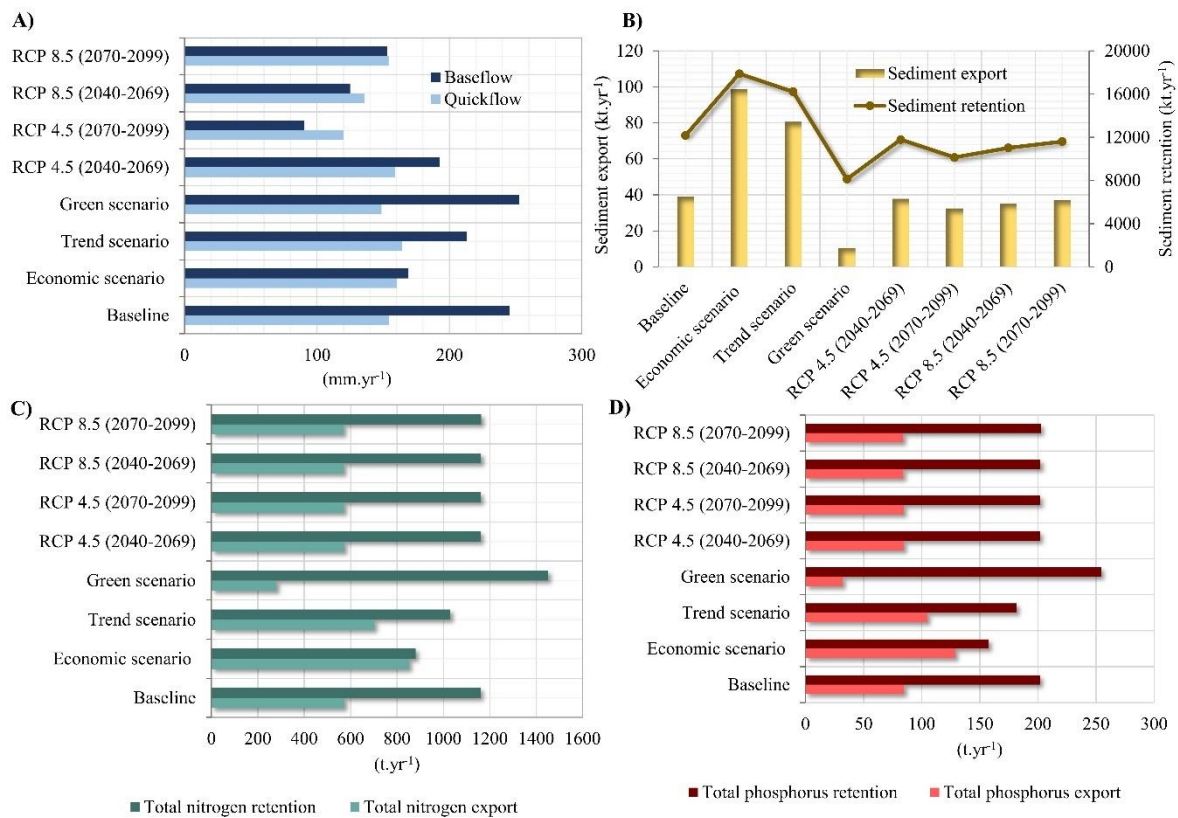 A)
RCP 8.5 (2070-2099)
RCP 8.5 (2040-2069)
RCP 4.5 (2070-2099)
RCP 4.5 (2040-2069)
Green scenario
Trend scenario
Economic scenario
Baseline
Baseflow
Quickflow
0 100 200 300
(mm.yr⁻¹)
B)
Sediment export (kt.yr⁻¹)
120
100
80
60
40
20
0
Sediment export
Sediment retention
20000
16000
12000
8000
4000
0
Sediment retention (kt.yr⁻¹)
Baseline
Economic scenario
Trend scenario
Green scenario
RCP 4.5 (2040-2069)
RCP 4.5 (2070-2099)
RCP 8.5 (2040-2069)
RCP 8.5 (2070-2099)
C)
RCP 8.5 (2070-2099)
RCP 8.5 (2040-2069)
RCP 4.5 (2070-2099)
RCP 4.5 (2040-2069)
Green scenario
Trend scenario
Economic scenario
Baseline
0 200 400 600 800 1000 1200 1400 1600
(t.yr⁻¹)
Total nitrogen retention Total nitrogen export
D)
RCP 8.5 (2070-2099)
RCP 8.5 (2040-2069)
RCP 4.5 (2070-2099)
RCP 4.5 (2040-2069)
Green scenario
Trend scenario
Economic scenario
Baseline
0 50 100 150 200 250 300
(t.yr⁻¹)
Total phosphorus retention Total phosphorus export